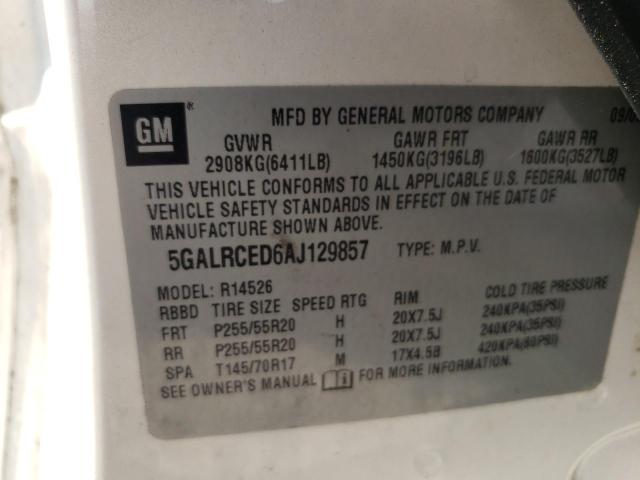 GM
®
MFD BY GENERAL MOTORS COMPANY 09/
GVWR GAWR FRT GAWR RR
2908KG(6411LB) 1450KG(3196LB) 1600KG(3527LB)
THIS VEHICLE CONFORMS TO ALL APPLICABLE U.S. FEDERAL MOTOR
VEHICLE SAFETY STANDARDS IN EFFECT ON THE DATE OF
MANUFACTURE SHOWN ABOVE.
5GALRCED6AJ129857 TYPE: M.P.V.
MODEL: R14526
RBBD TIRE SIZE SPEED RTG RIM COLD TIRE PRESSURE
FRT P255/55R20 H 20X7.5J 240KPA(35PSI)
RR P255/55R20 H 20X7.5J 240KPA(35PSI)
SPA T145/70R17 M 17X4.5B 420KPA(60PSI)
SEE OWNER'S MANUAL FOR MORE INFORMATION.